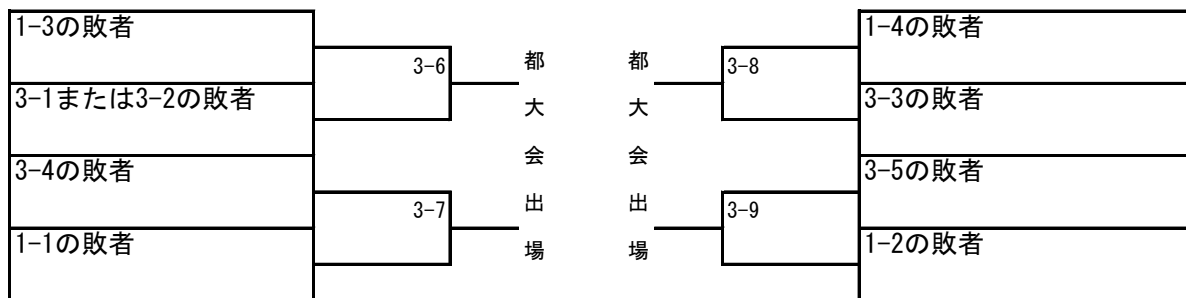 1-3の敗者
3-1または3-2の敗者
3-4の敗者
1-1の敗者
3-6
3-7
都大会出場
都大会出場
3-8
3-9
1-4の敗者
3-3の敗者
3-5の敗者
1-2の敗者